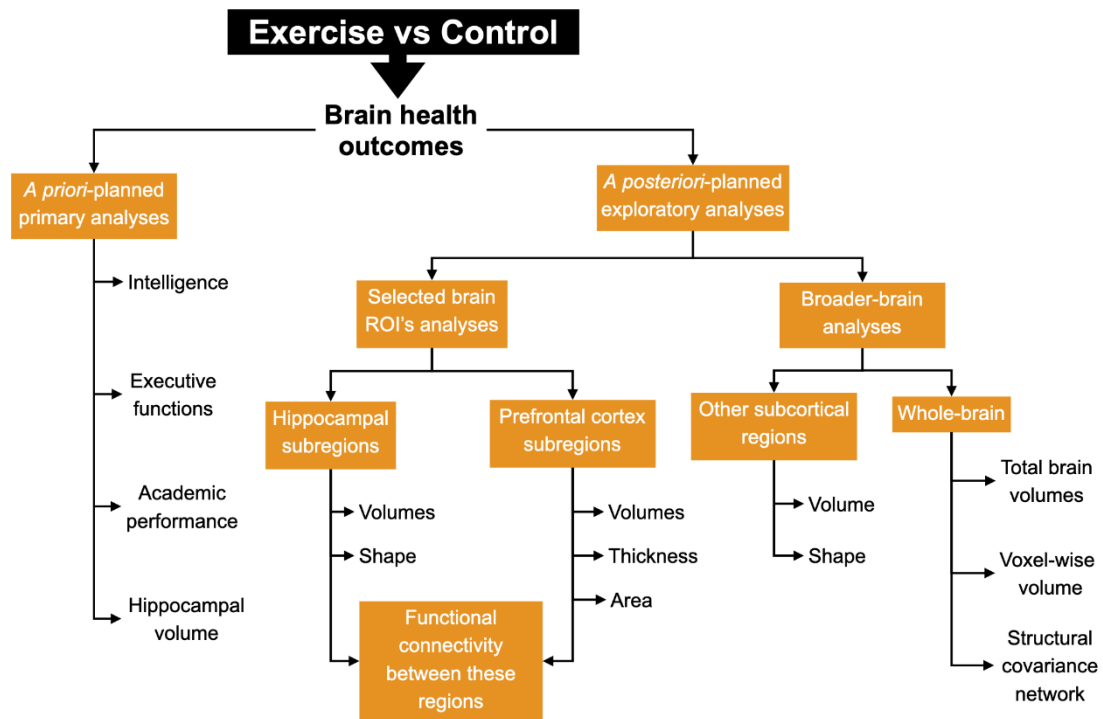 Exercise vs Control
Brain health
outcomes
A priori-planned
primary analyses
Intelligence
Executive
functions
Academic
performance
Hippocampal
volume
A posteriori-planned
exploratory analyses
Selected brain
ROI's analyses
Hippocampal
subregions
Volumes
Shape
Prefrontal cortex
subregions
Volumes
Thickness
Area
Functional
connectivity
between these
regions
Broader-brain
analyses
Other subcortical
regions
Volume
Shape
Whole-brain
Total brain
volumes
Voxel-wise
volume
Structural
covariance
network